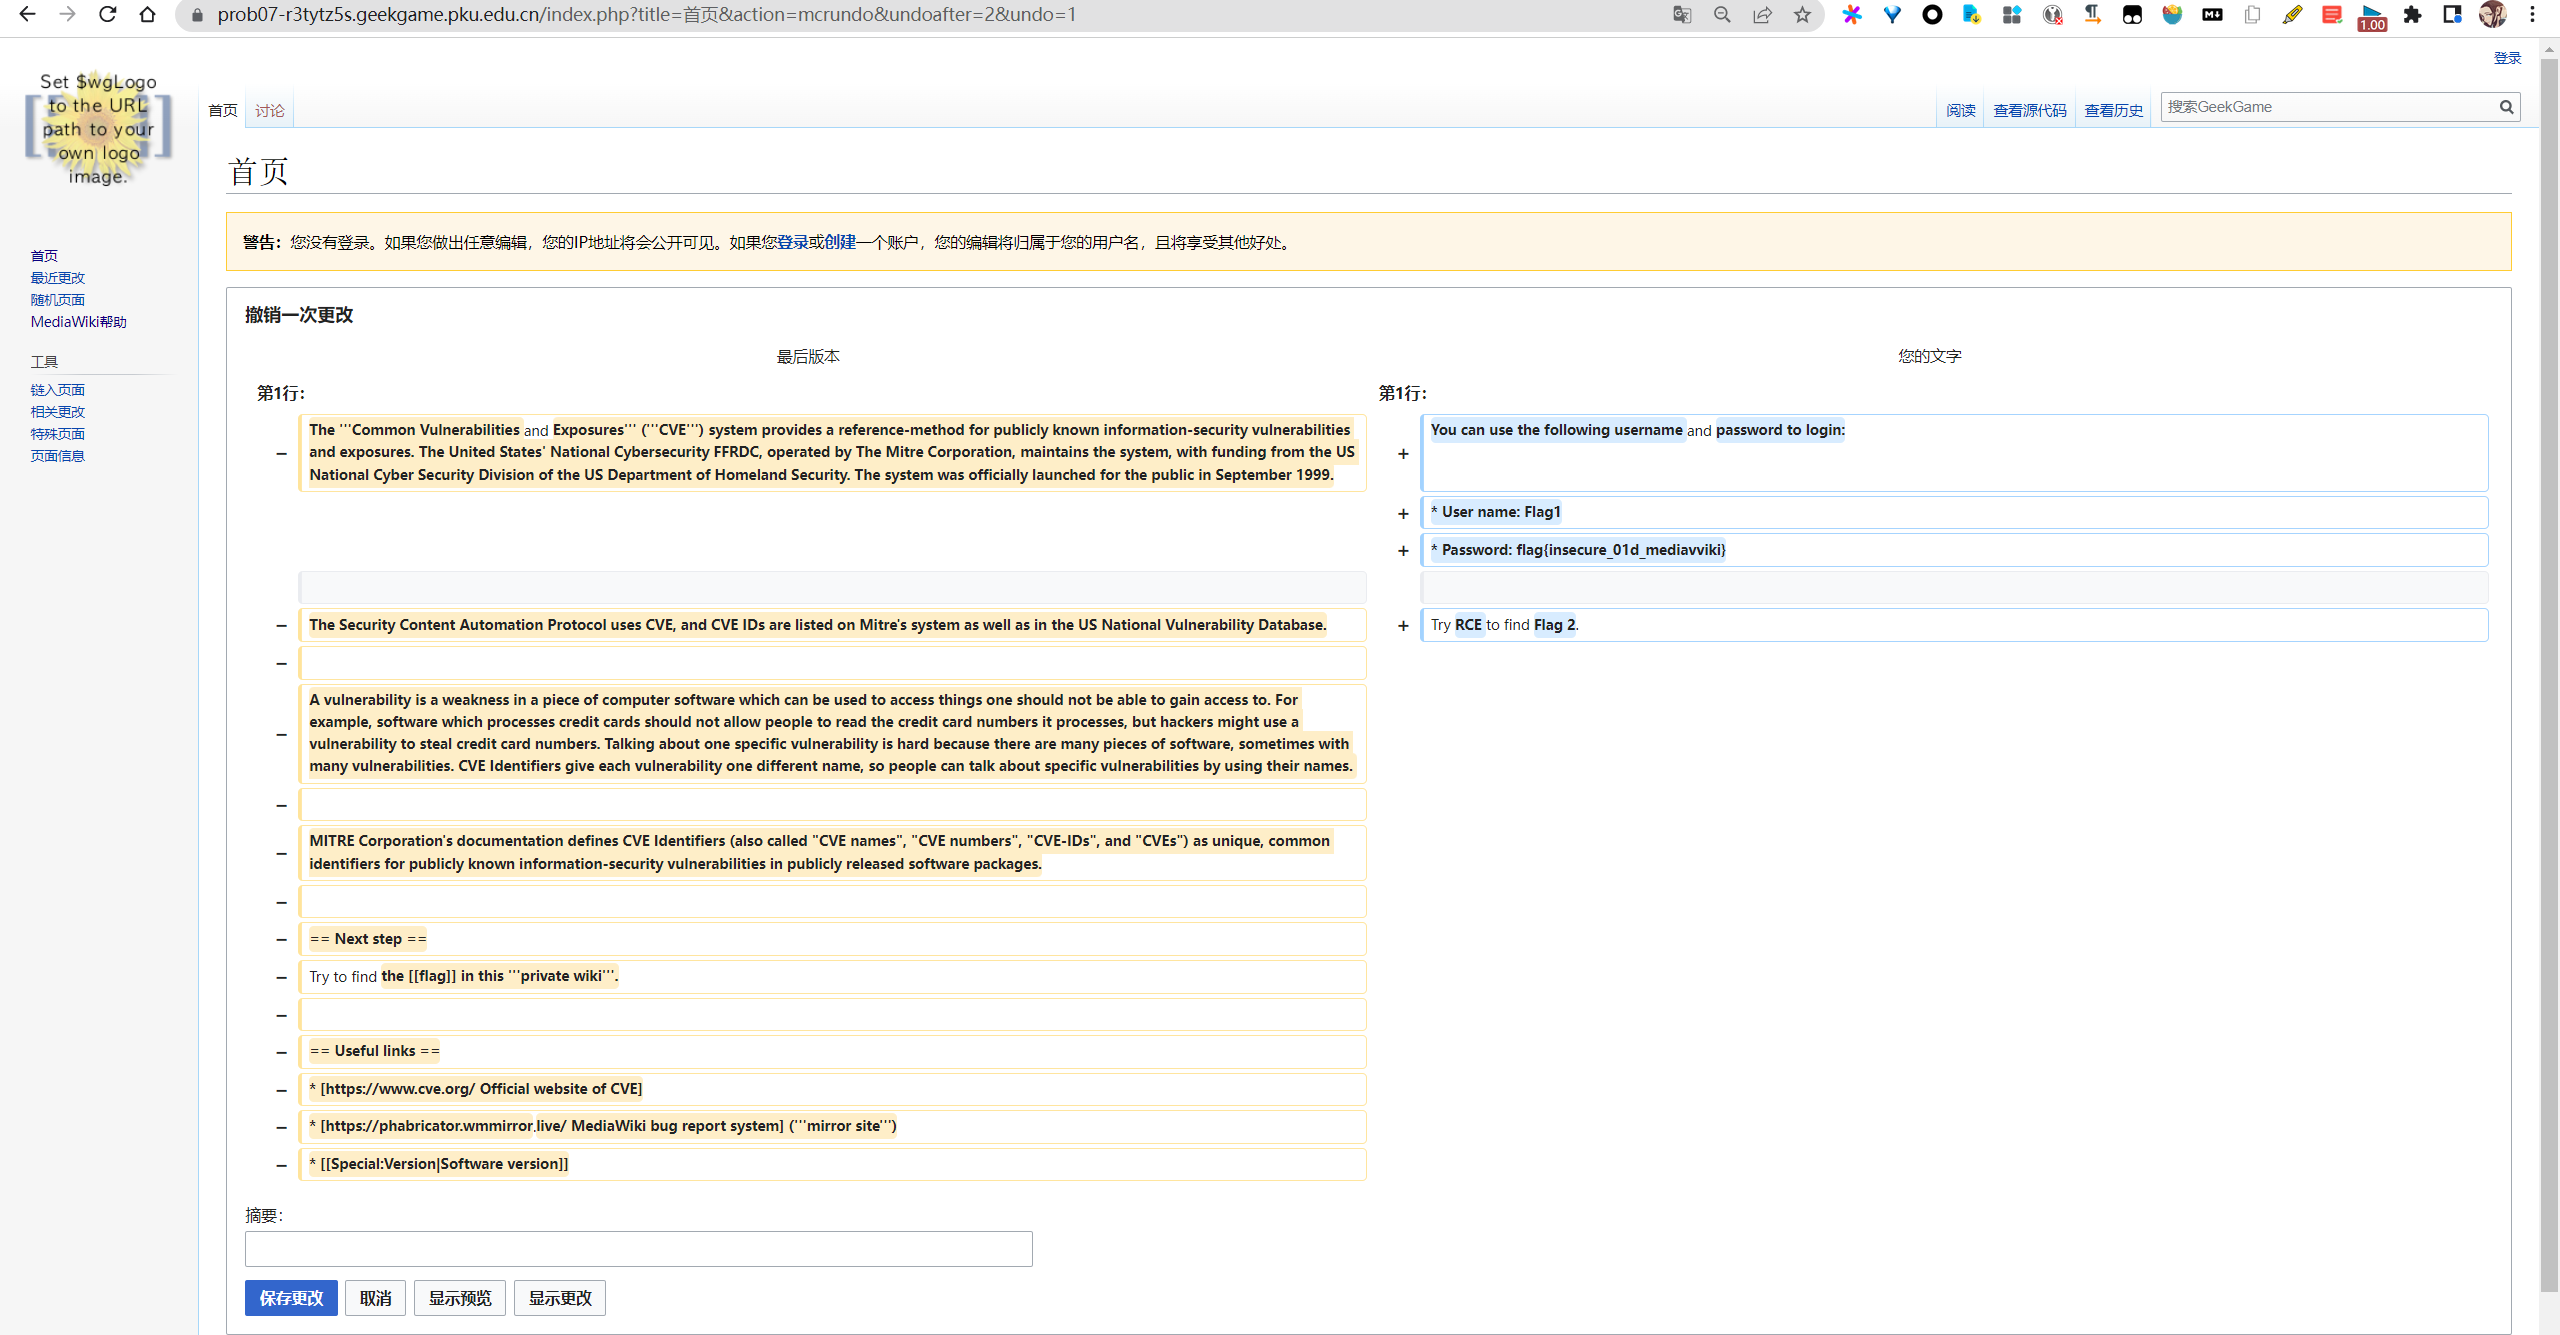 prob07-r3tytz5s.geekgame.pku.edu.cn/index.php?title=首页&action=mcrundo&undoafter=2&undo=1
1.00
登录
Set $wgLogo
to the URL
path to your
own logo
image.
首页
讨论
阅读
查看源代码
查看历史
搜索GeekGame
首页
首页
最近更改
随机页面
MediaWiki帮助
工具
链入页面
相关更改
特殊页面
页面信息
警告：您没有登录。如果您做出任意编辑，您的IP地址将会公开可见。如果您登录或创建一个账户，您的编辑将归属于您的用户名，且将享受其他好处。
撤销一次更改
最后版本
您的文字
第1行：
第1行：
− The '''Common Vulnerabilities and Exposures''' ('''CVE''') system provides a reference-method for publicly known information-security vulnerabilities
and exposures. The United States' National Cybersecurity FFRDC, operated by The Mitre Corporation, maintains the system, with funding from the US
National Cyber Security Division of the US Department of Homeland Security. The system was officially launched for the public in September 1999.
+ You can use the following username and password to login:
+ * User name: Flag1
+ * Password: flag{insecure_01d_mediavviki}
− The Security Content Automation Protocol uses CVE, and CVE IDs are listed on Mitre's system as well as in the US National Vulnerability Database.
+ Try RCE to find Flag 2.
−
− A vulnerability is a weakness in a piece of computer software which can be used to access things one should not be able to gain access to. For
example, software which processes credit cards should not allow people to read the credit card numbers it processes, but hackers might use a
vulnerability to steal credit card numbers. Talking about one specific vulnerability is hard because there are many pieces of software, sometimes with
many vulnerabilities. CVE Identifiers give each vulnerability one different name, so people can talk about specific vulnerabilities by using their names.
−
− MITRE Corporation's documentation defines CVE Identifiers (also called "CVE names", "CVE numbers", "CVE-IDs", and "CVEs") as unique, common
identifiers for publicly known information-security vulnerabilities in publicly released software packages.
−
− == Next step ==
− Try to find the [[flag]] in this '''private wiki'''.
−
− == Useful links ==
− * [https://www.cve.org/ Official website of CVE]
− * [https://phabricator.wmmirror.live/ MediaWiki bug report system] ('''mirror site''')
− * [[Special:Version|Software version]]
摘要：
保存更改
取消
显示预览
显示更改